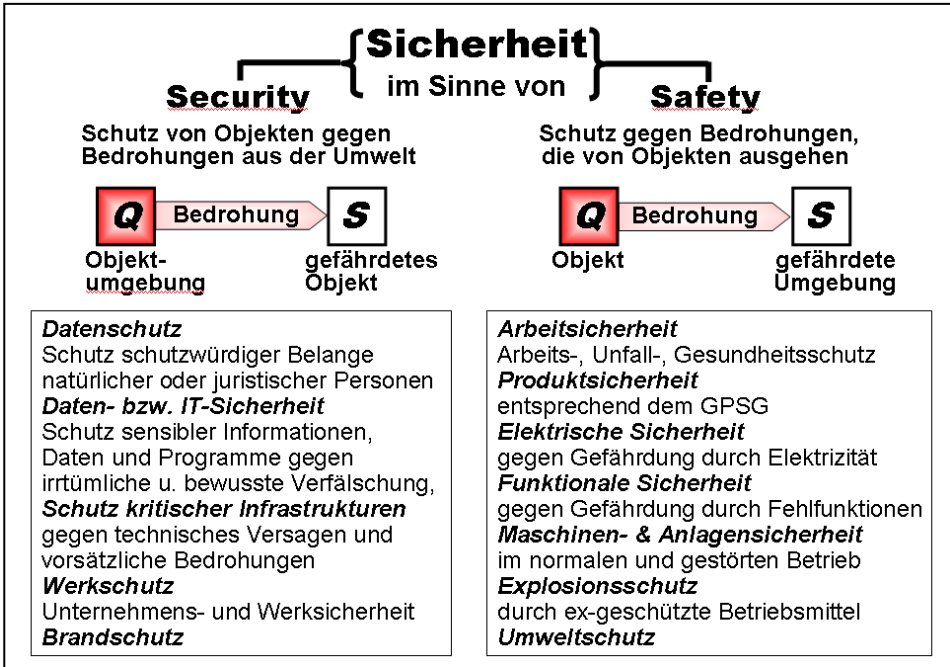 Sicherheit
im Sinne von
Security
Schutz von Objekten gegen
Bedrohungen aus der Umwelt
Q Bedrohung S
Objekt-
umgebung
gefährdetes
Objekt
Datenschutz
Schutz schutzwürdiger Belange
natürlicher oder juristischer Personen
Daten- bzw. IT-Sicherheit
Schutz sensibler Informationen,
Daten und Programme gegen
irrtümliche u. bewusste Verfälschung,
Schutz kritischer Infrastrukturen
gegen technisches Versagen und
vorsätzliche Bedrohungen
Werkschutz
Unternehmens- und Werksicherheit
Brandschutz
Safety
Schutz gegen Bedrohungen,
die von Objekten ausgehen
Q Bedrohung S
Objekt
gefährdete
Umgebung
Arbeitsicherheit
Arbeits-, Unfall-, Gesundheitsschutz
Produktsicherheit
entsprechend dem GPSG
Elektrische Sicherheit
gegen Gefährdung durch Elektrizität
Funktionale Sicherheit
gegen Gefährdung durch Fehlfunktionen
Maschinen- & Anlagensicherheit
im normalen und gestörten Betrieb
Explosionsschutz
durch ex-geschützte Betriebsmittel
Umweltschutz